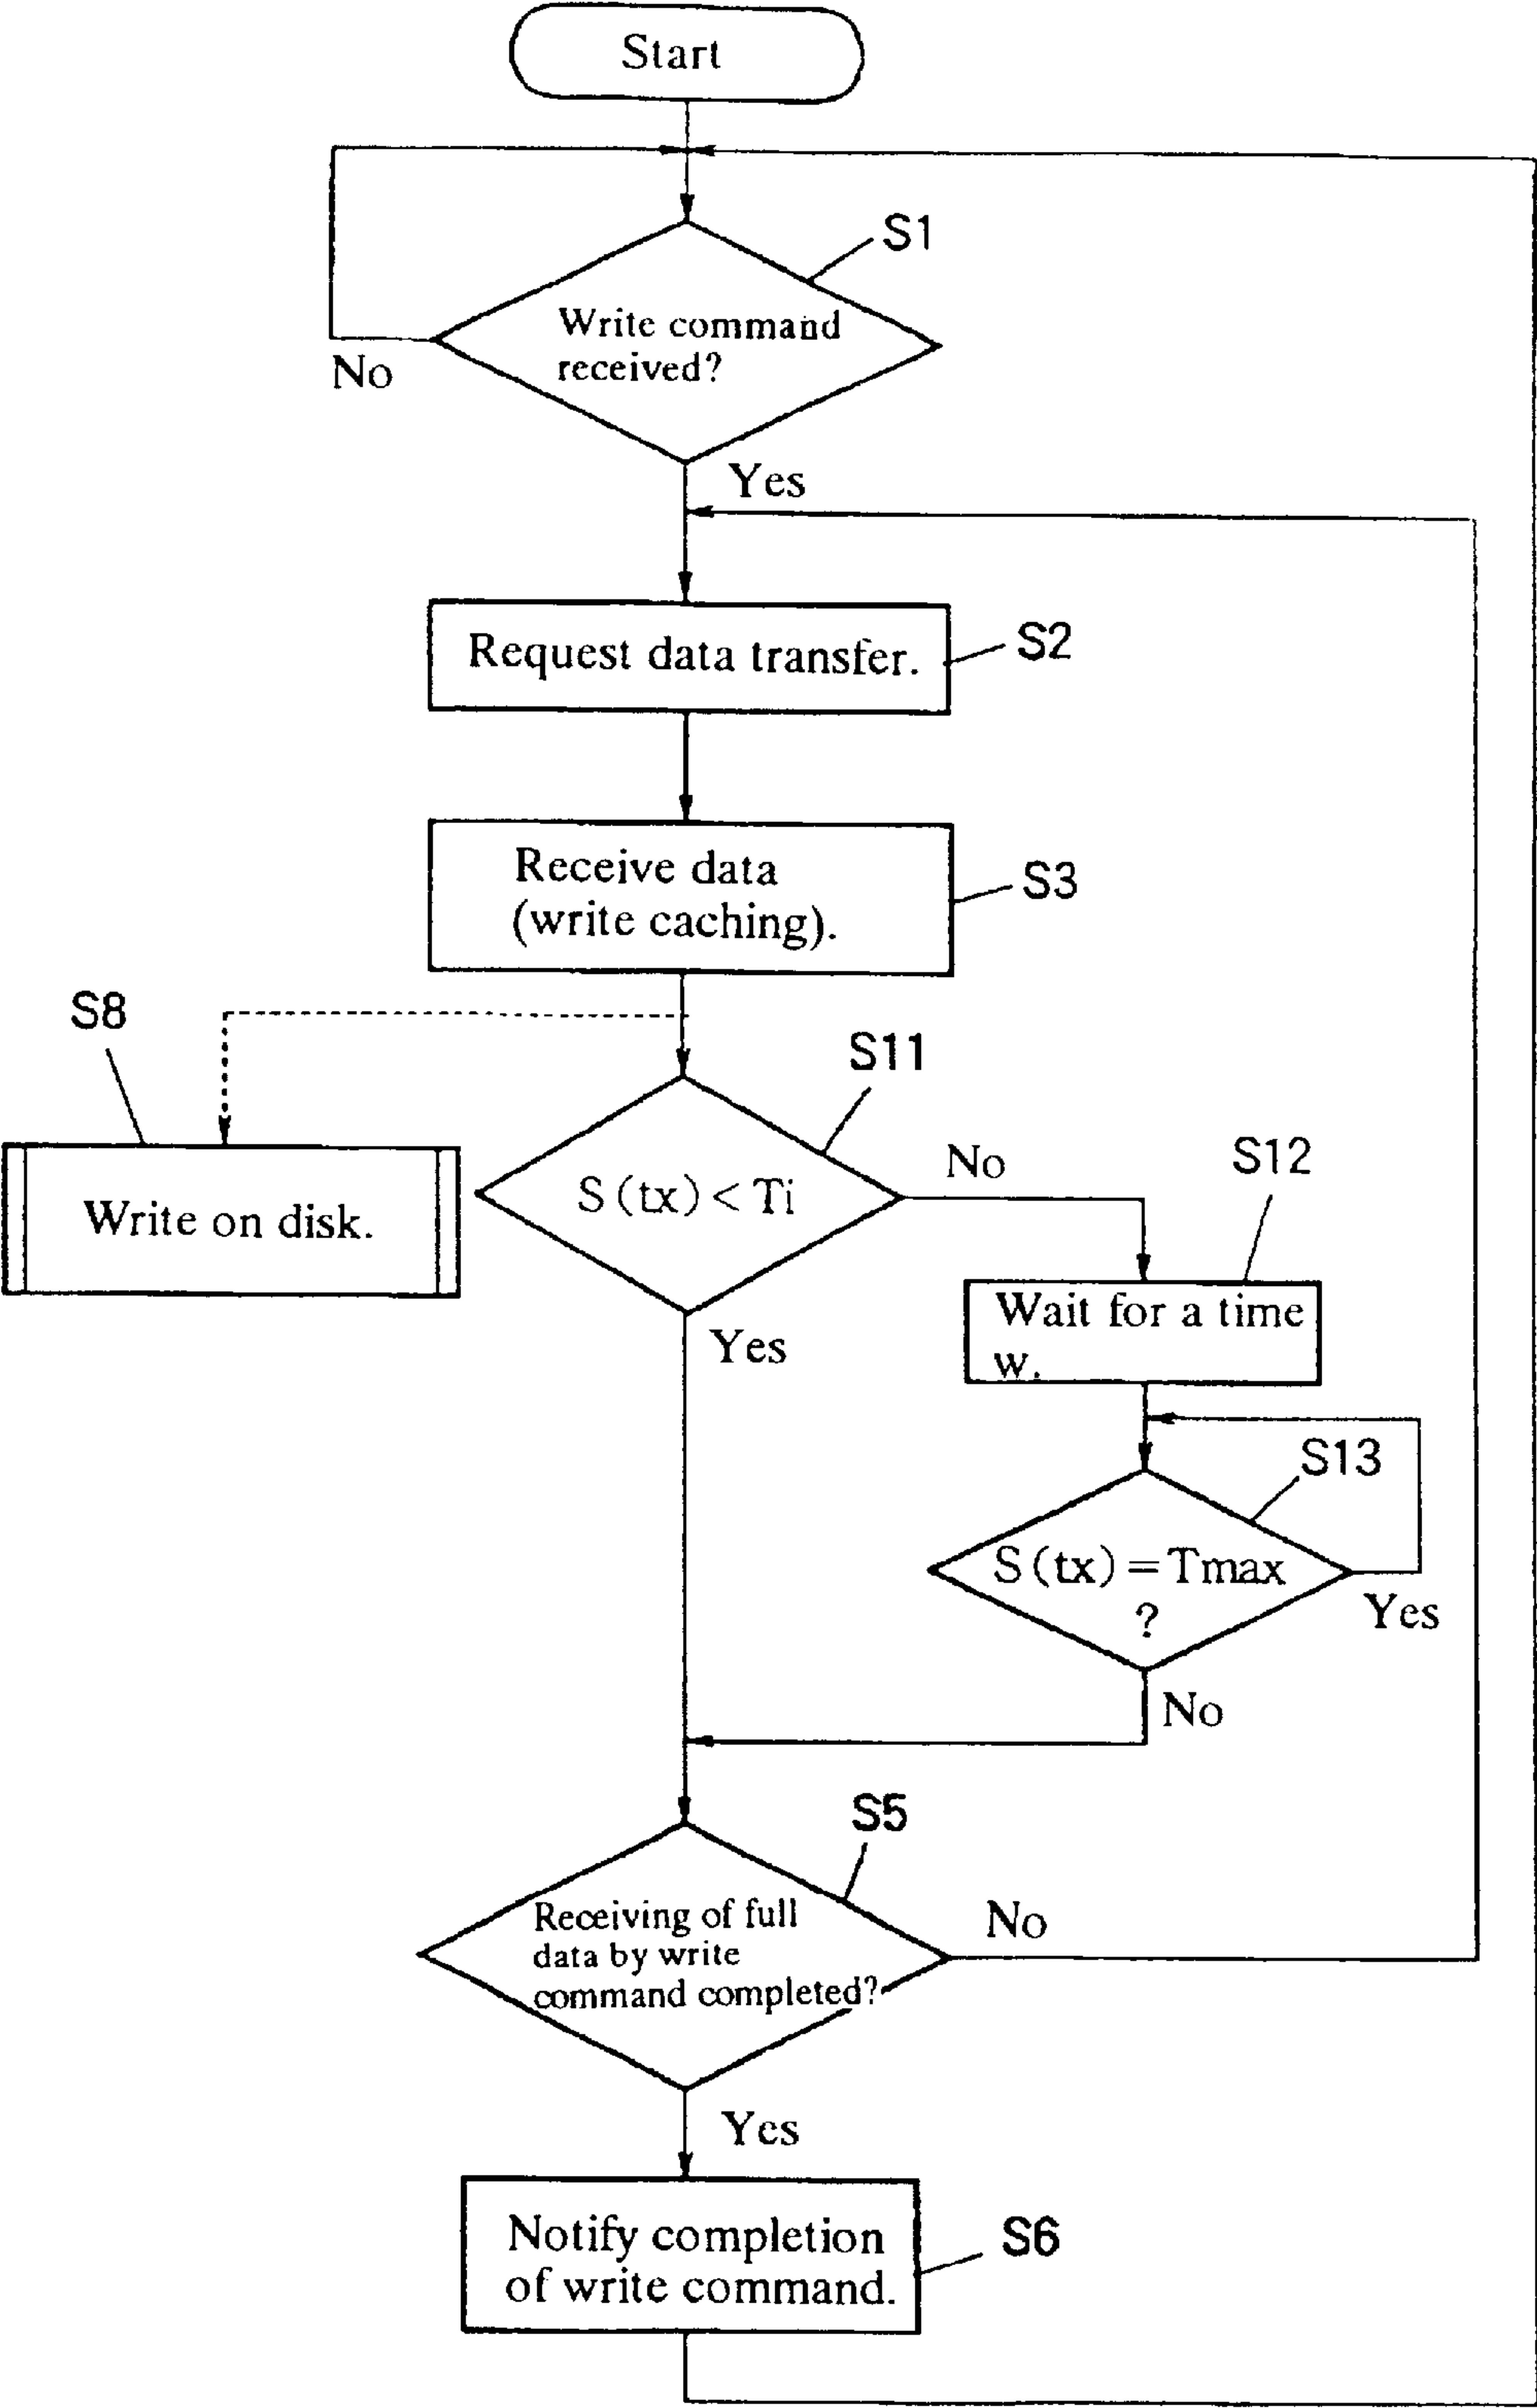 Start
S1
Write command
received?
No
Yes
Request data transfer.
S2
Receive data
(write caching).
S3
S8
S11
Write on disk.
S (tx) < Ti
No
S12
Yes
Wait for a time
w.
S13
S (tx) = Tmax
?
Yes
No
S5
Receiving of full
data by write
command completed?
No
Yes
Notify completion
of write command.
S6